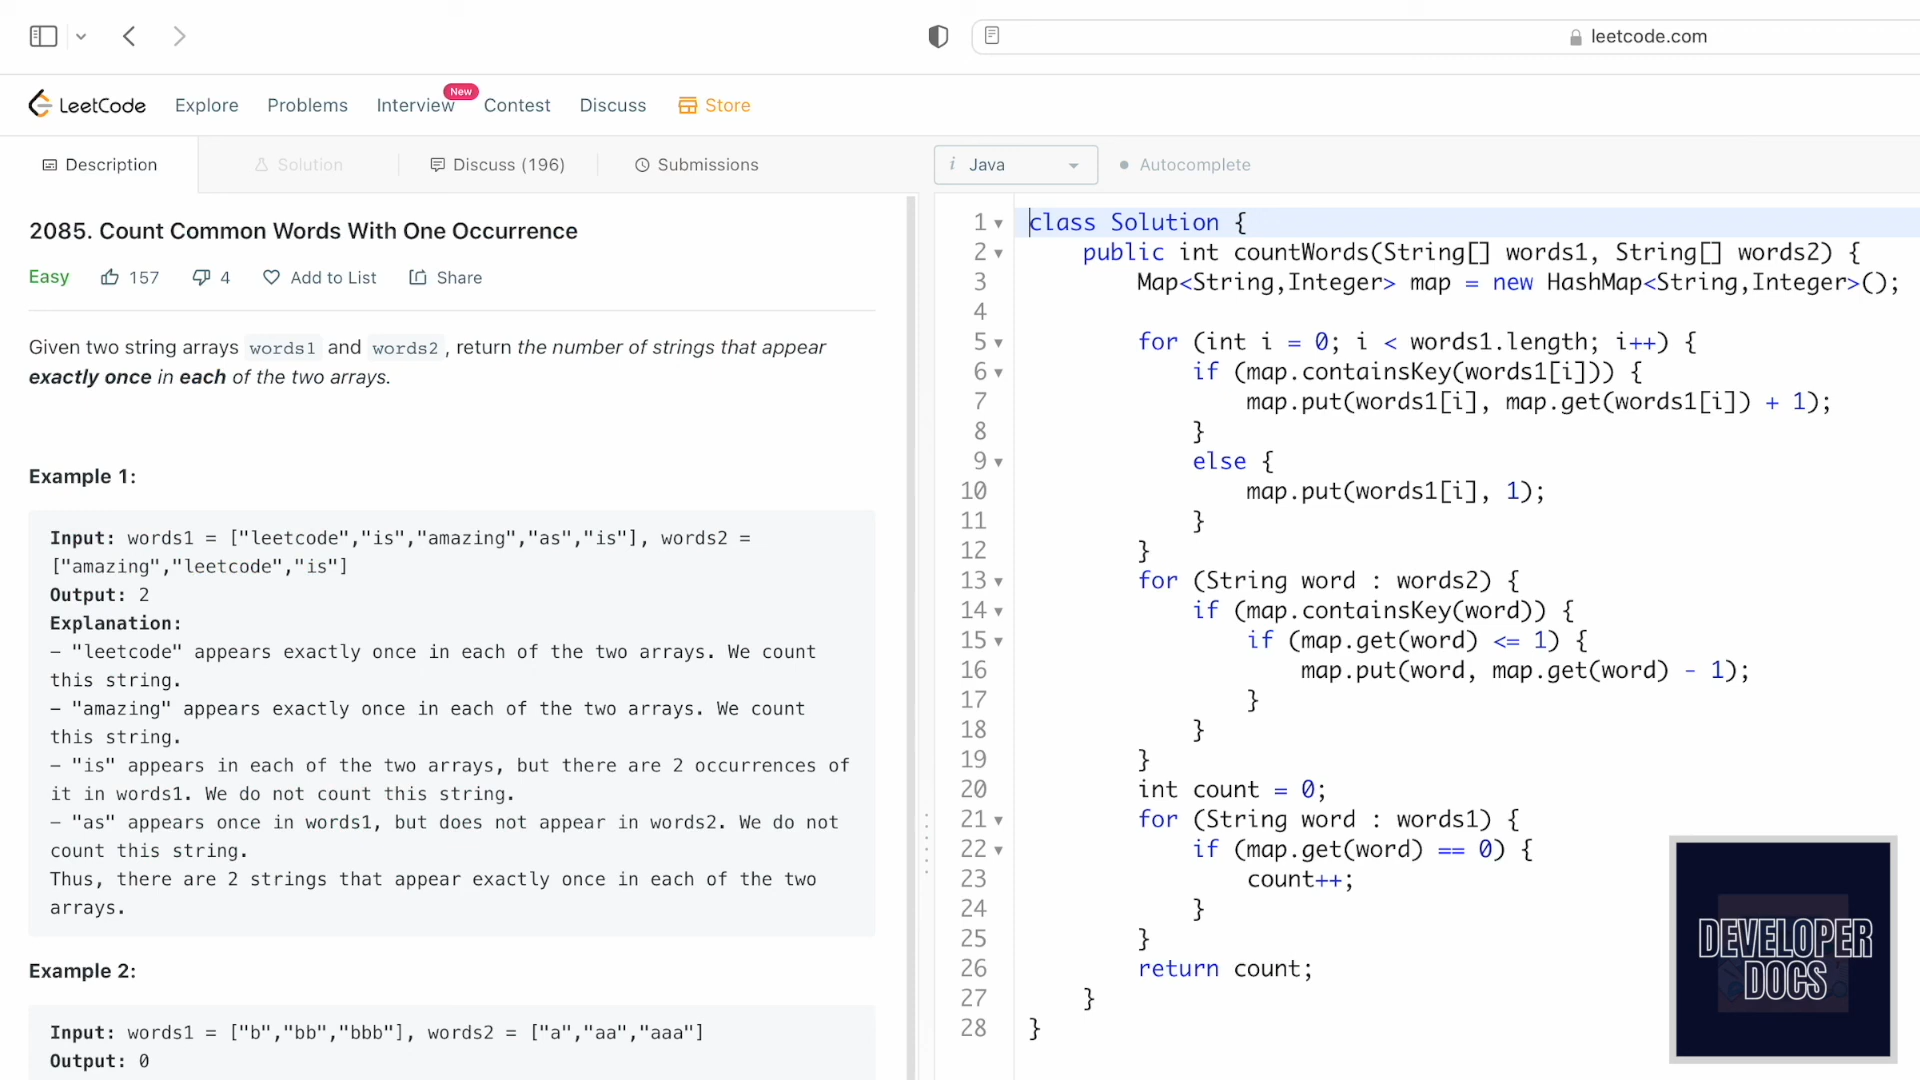 leetcode.com
LeetCode Explore Problems Interview New Contest Discuss Store
Description Solution Discuss (196) Submissions
i Java Autocomplete
2085. Count Common Words With One Occurrence
Easy 157 4 Add to List Share
Given two string arrays words1 and words2, return the number of strings that appear
exactly once in each of the two arrays.
Example 1:
Input: words1 = ["leetcode","is","amazing","as","is"], words2 =
["amazing","leetcode","is"]
Output: 2
Explanation:
- "leetcode" appears exactly once in each of the two arrays. We count
this string.
- "amazing" appears exactly once in each of the two arrays. We count
this string.
- "is" appears in each of the two arrays, but there are 2 occurrences of
it in words1. We do not count this string.
- "as" appears once in words1, but does not appear in words2. We do not
count this string.
Thus, there are 2 strings that appear exactly once in each of the two
arrays.
Example 2:
Input: words1 = ["b","bb","bbb"], words2 = ["a","aa","aaa"]
Output: 0
1 class Solution {
2 public int countWords(String[] words1, String[] words2) {
3 Map<String,Integer> map = new HashMap<String,Integer>();
4
5 for (int i = 0; i < words1.length; i++) {
6 if (map.containsKey(words1[i])) {
7 map.put(words1[i], map.get(words1[i]) + 1);
8 }
9 else {
10 map.put(words1[i], 1);
11 }
12 }
13 for (String word : words2) {
14 if (map.containsKey(word)) {
15 if (map.get(word) <= 1) {
16 map.put(word, map.get(word) - 1);
17 }
18 }
19 }
20 int count = 0;
21 for (String word : words1) {
22 if (map.get(word) == 0) {
23 count++;
24 }
25 }
26 return count;
27 }
28 }
DEVELOPER
DOCS